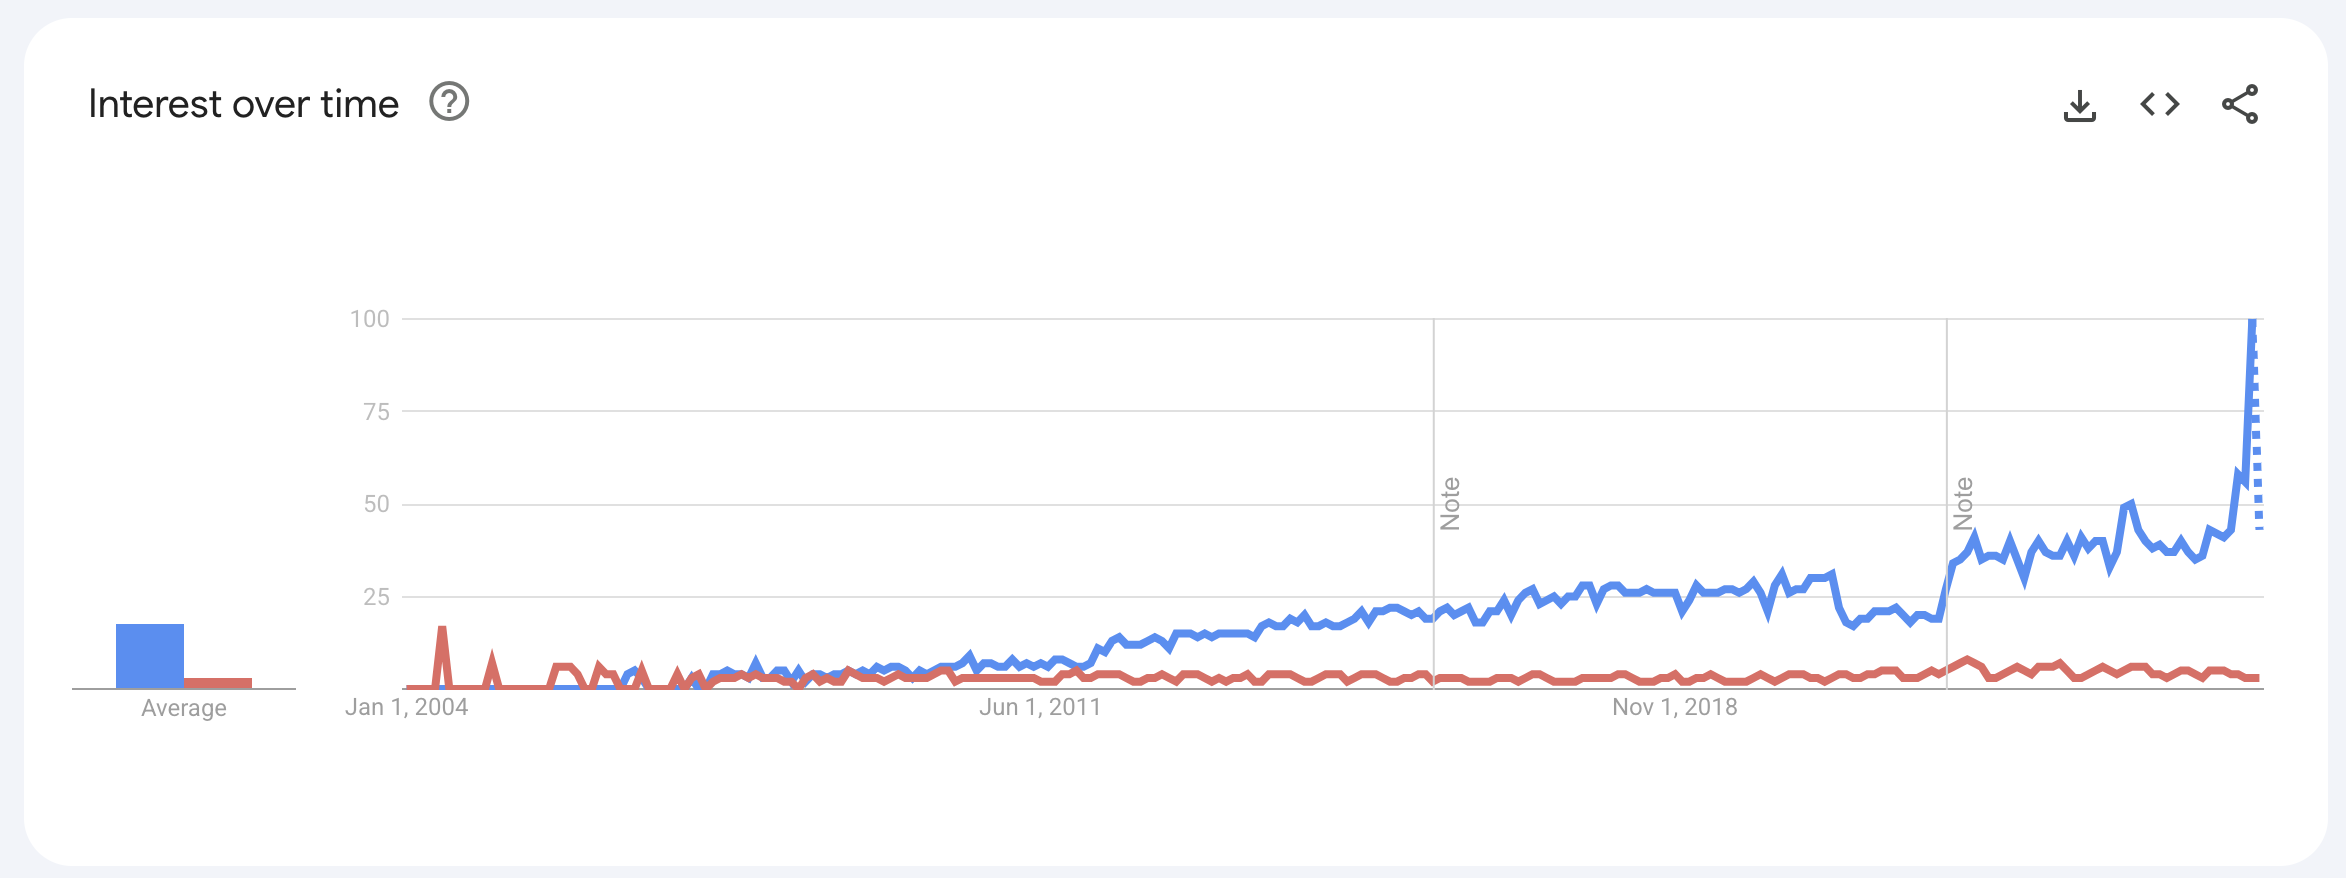 Interest over time
100
75
50
25
Note
Note
Average
Jan 1, 2004
Jun 1, 2011
Nov 1, 2018